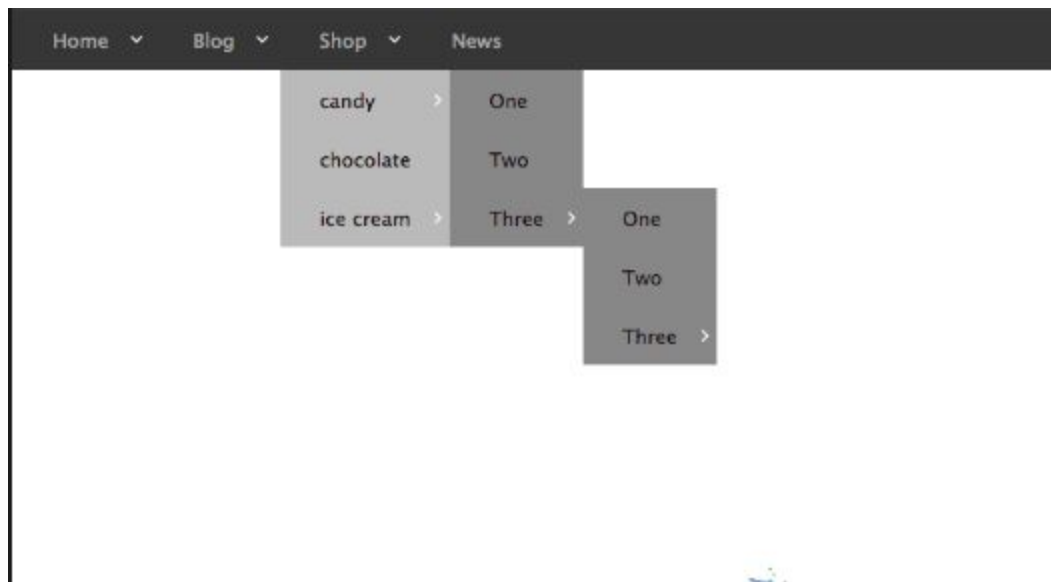 Home Blog Shop News
candy
chocolate
ice cream
One
Two
Three
One
Two
Three